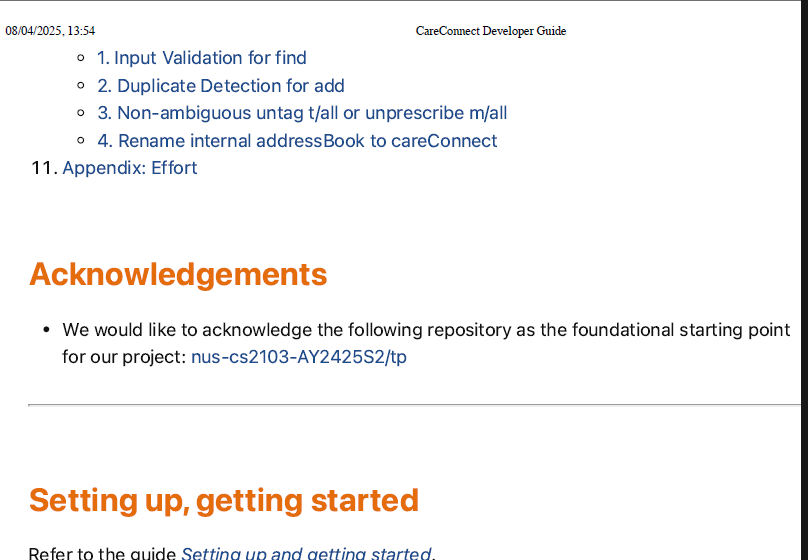 08/04/2025, 13:54 CareConnect Developer Guide
1. Input Validation for find
2. Duplicate Detection for add
3. Non-ambiguous untag t/all or unprescribe m/all
4. Rename internal addressBook to careConnect
11. Appendix: Effort
Acknowledgements
We would like to acknowledge the following repository as the foundational starting point
for our project: nus-cs2103-AY2425S2/tp
Setting up, getting started
Refer to the guide Setting up and getting started.